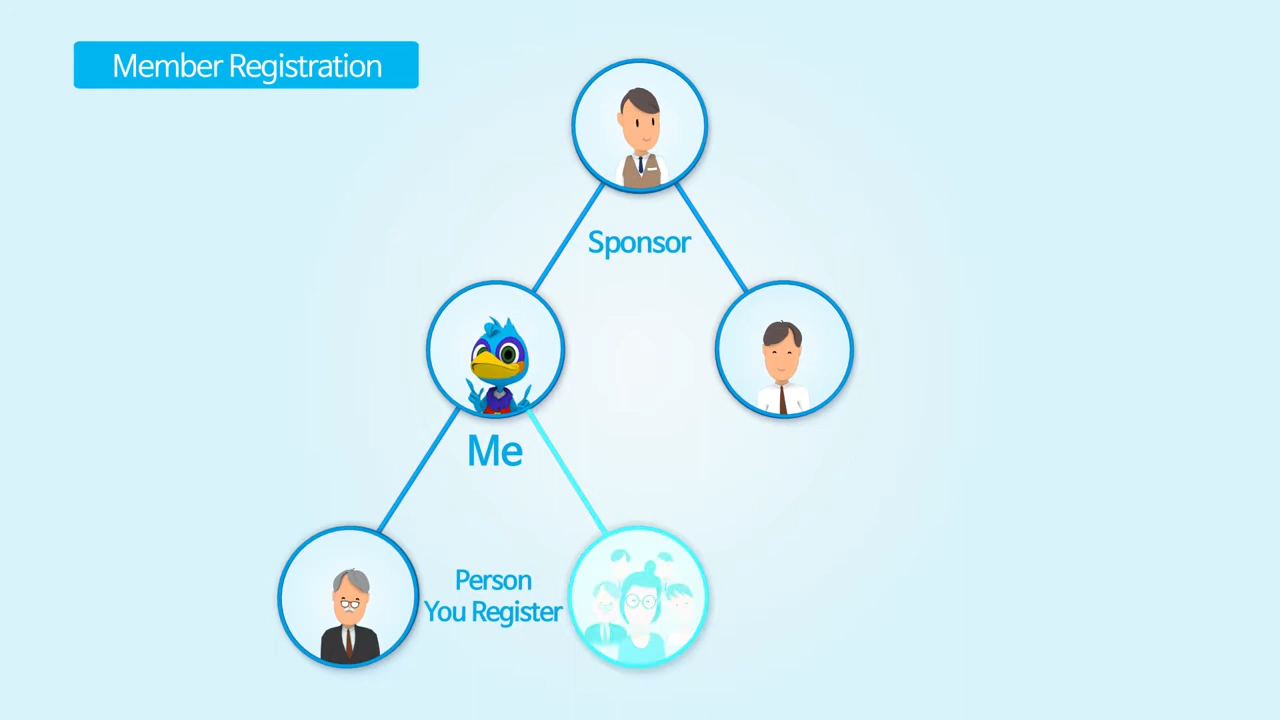 Member Registration
Sponsor
Me
Person
You Register